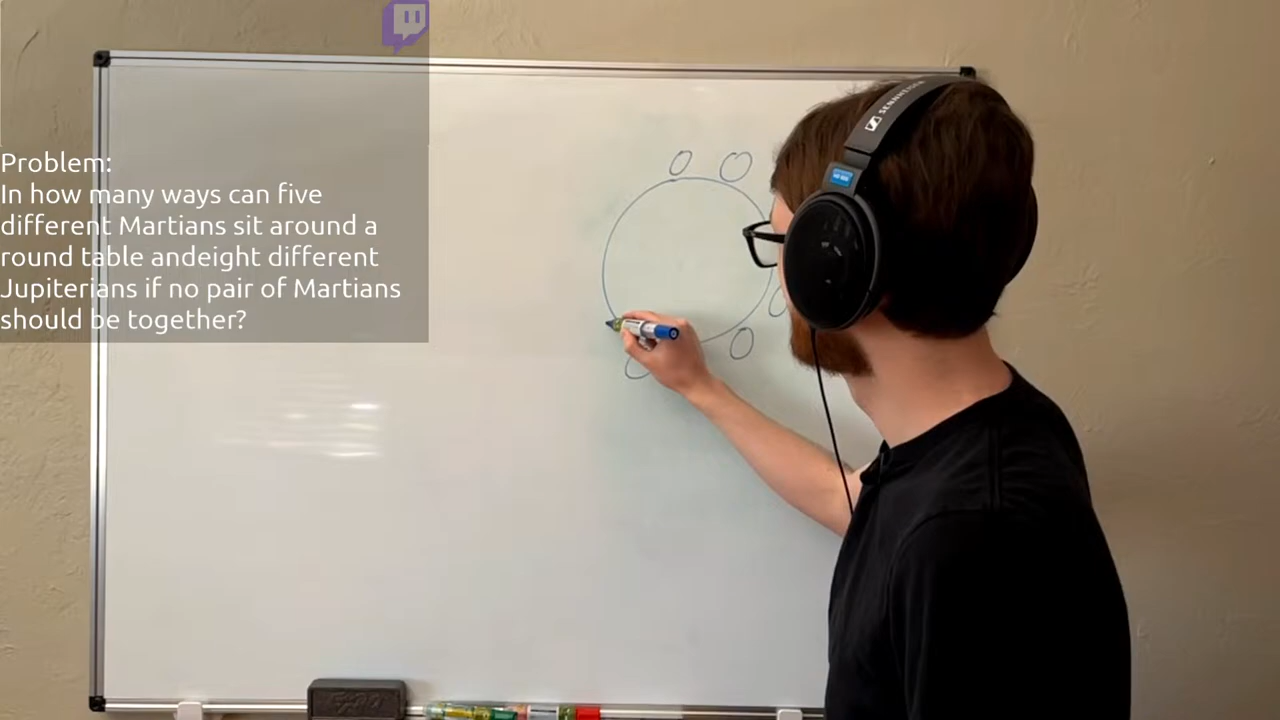 Problem:
In how many ways can five
different Martians sit around a
round table andeight different
Jupiterians if no pair of Martians
should be together?
SENNHEISER